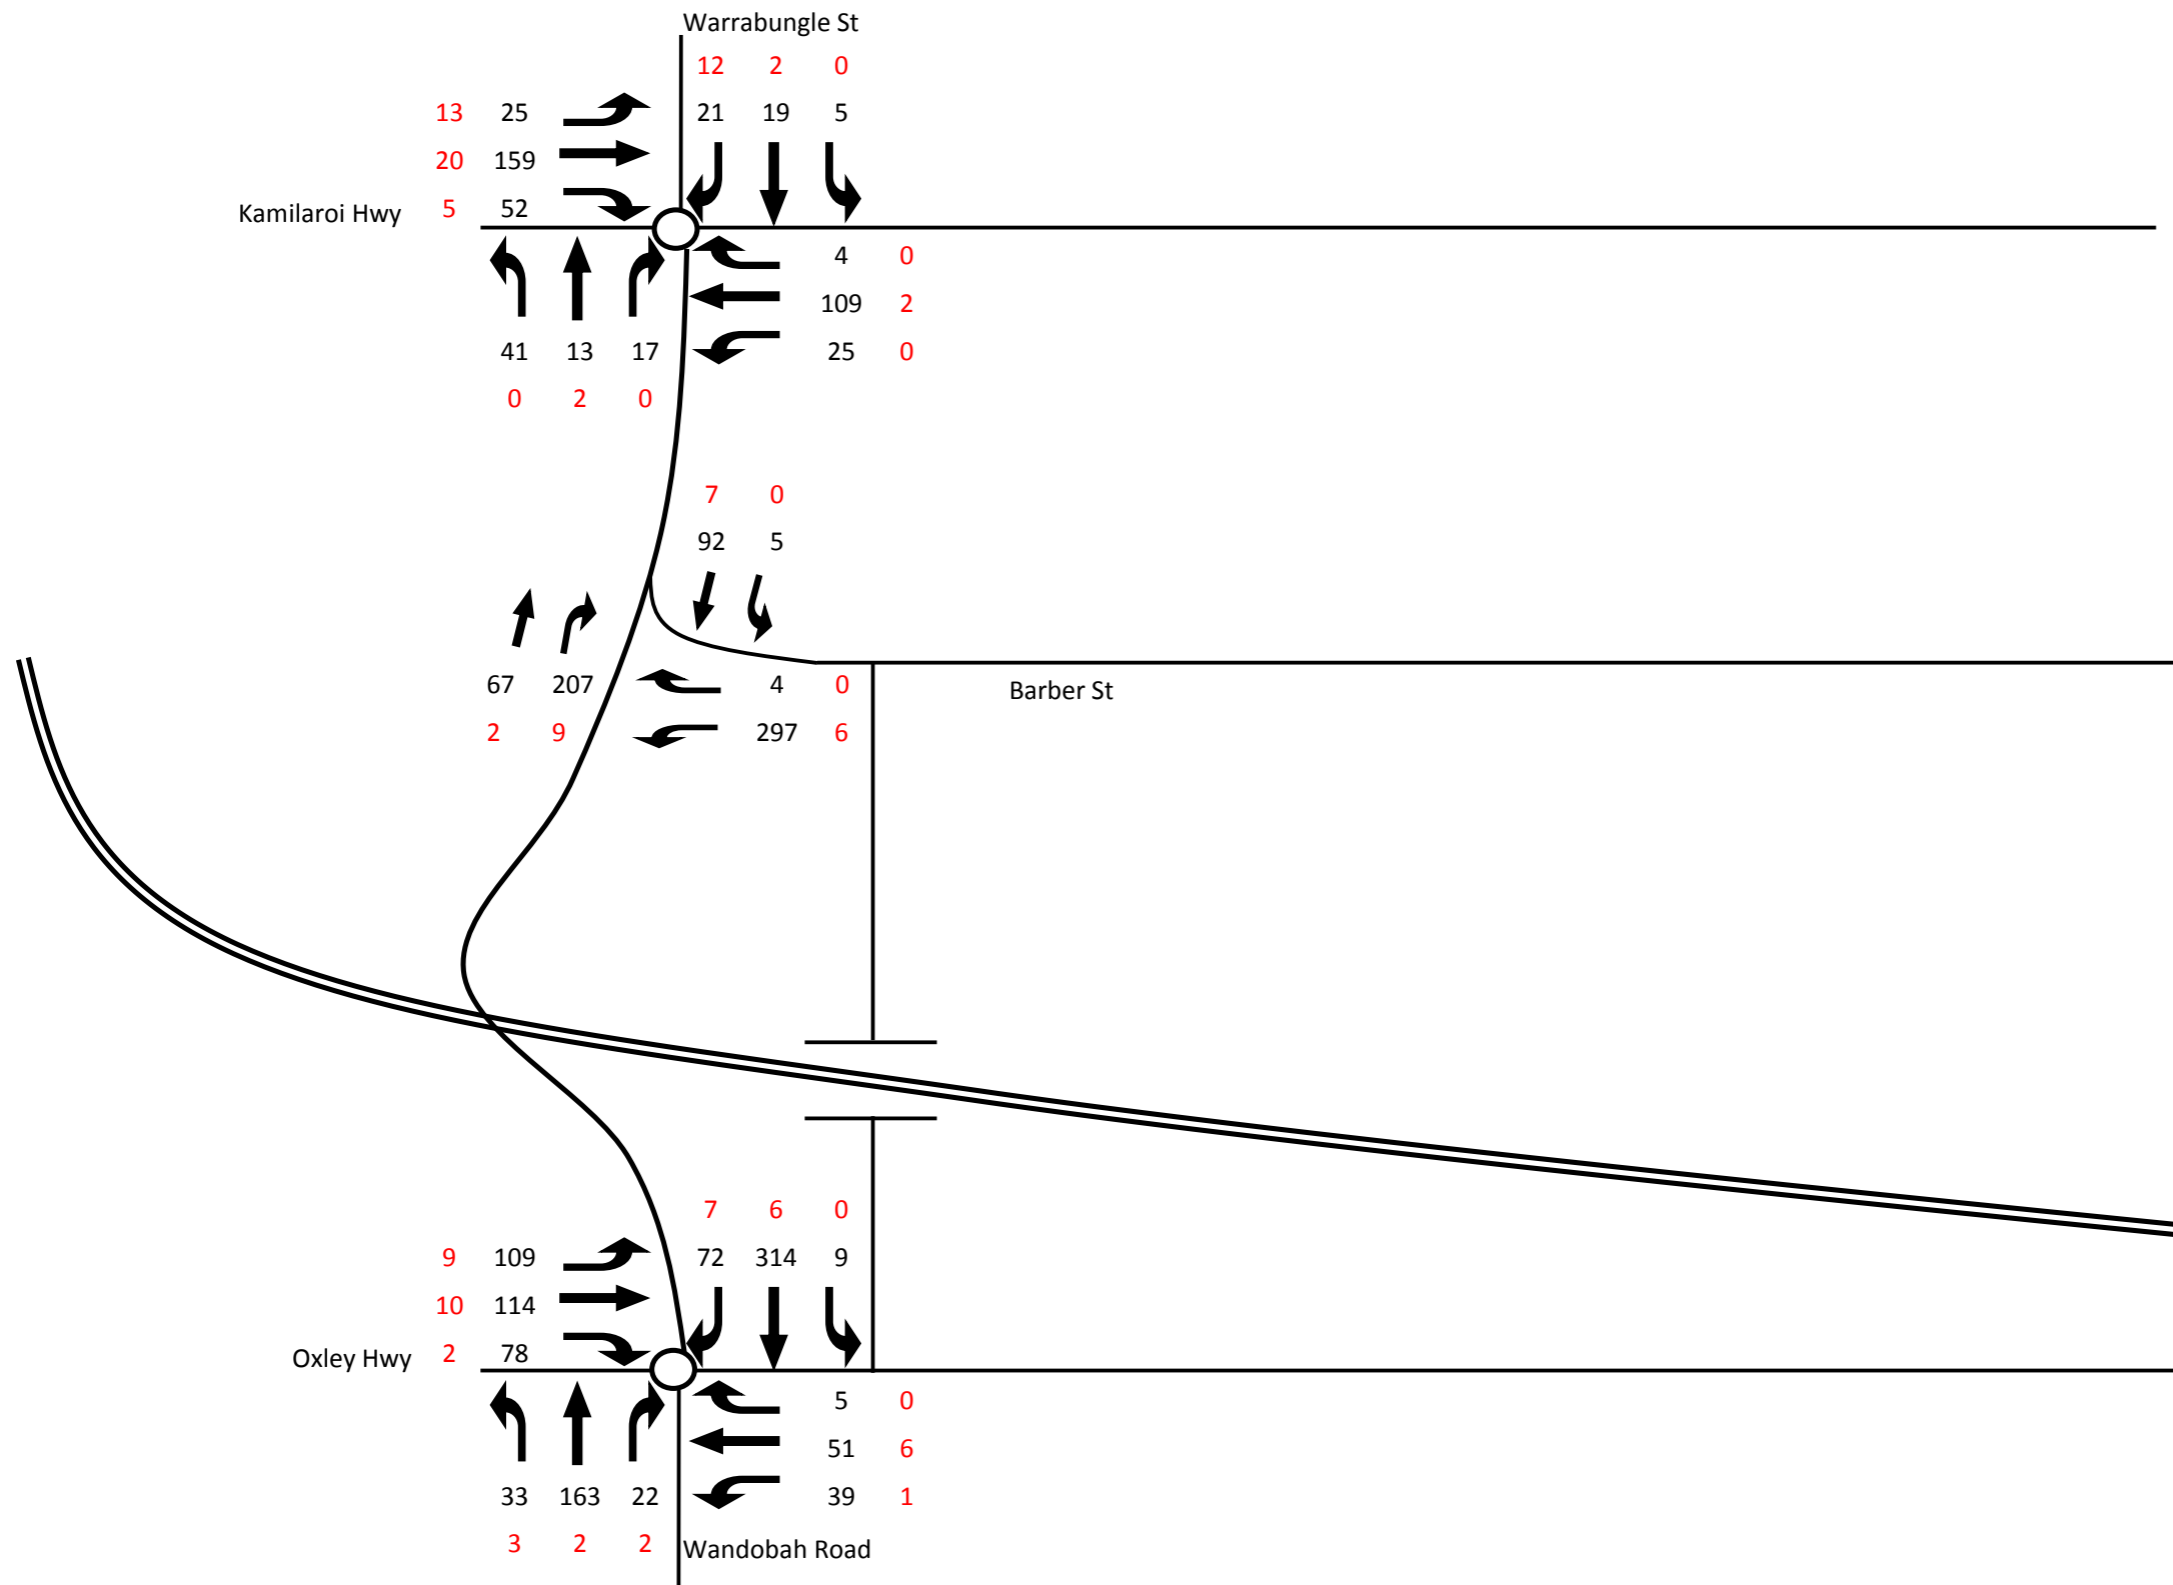 Warrabungle St
12 2 0
13 25 21 19 5
20 159
Kamilaroi Hwy 5 52
4 0
109 2
41 13 17 25 0
0 2 0
7 0
92 5
67 207 4 0 Barber St
2 9 297 6
7 6 0
9 109 72 314 9
10 114
Oxley Hwy 2 78
5 0
51 6
33 163 22 39 1
3 2 2 Wandobah Road